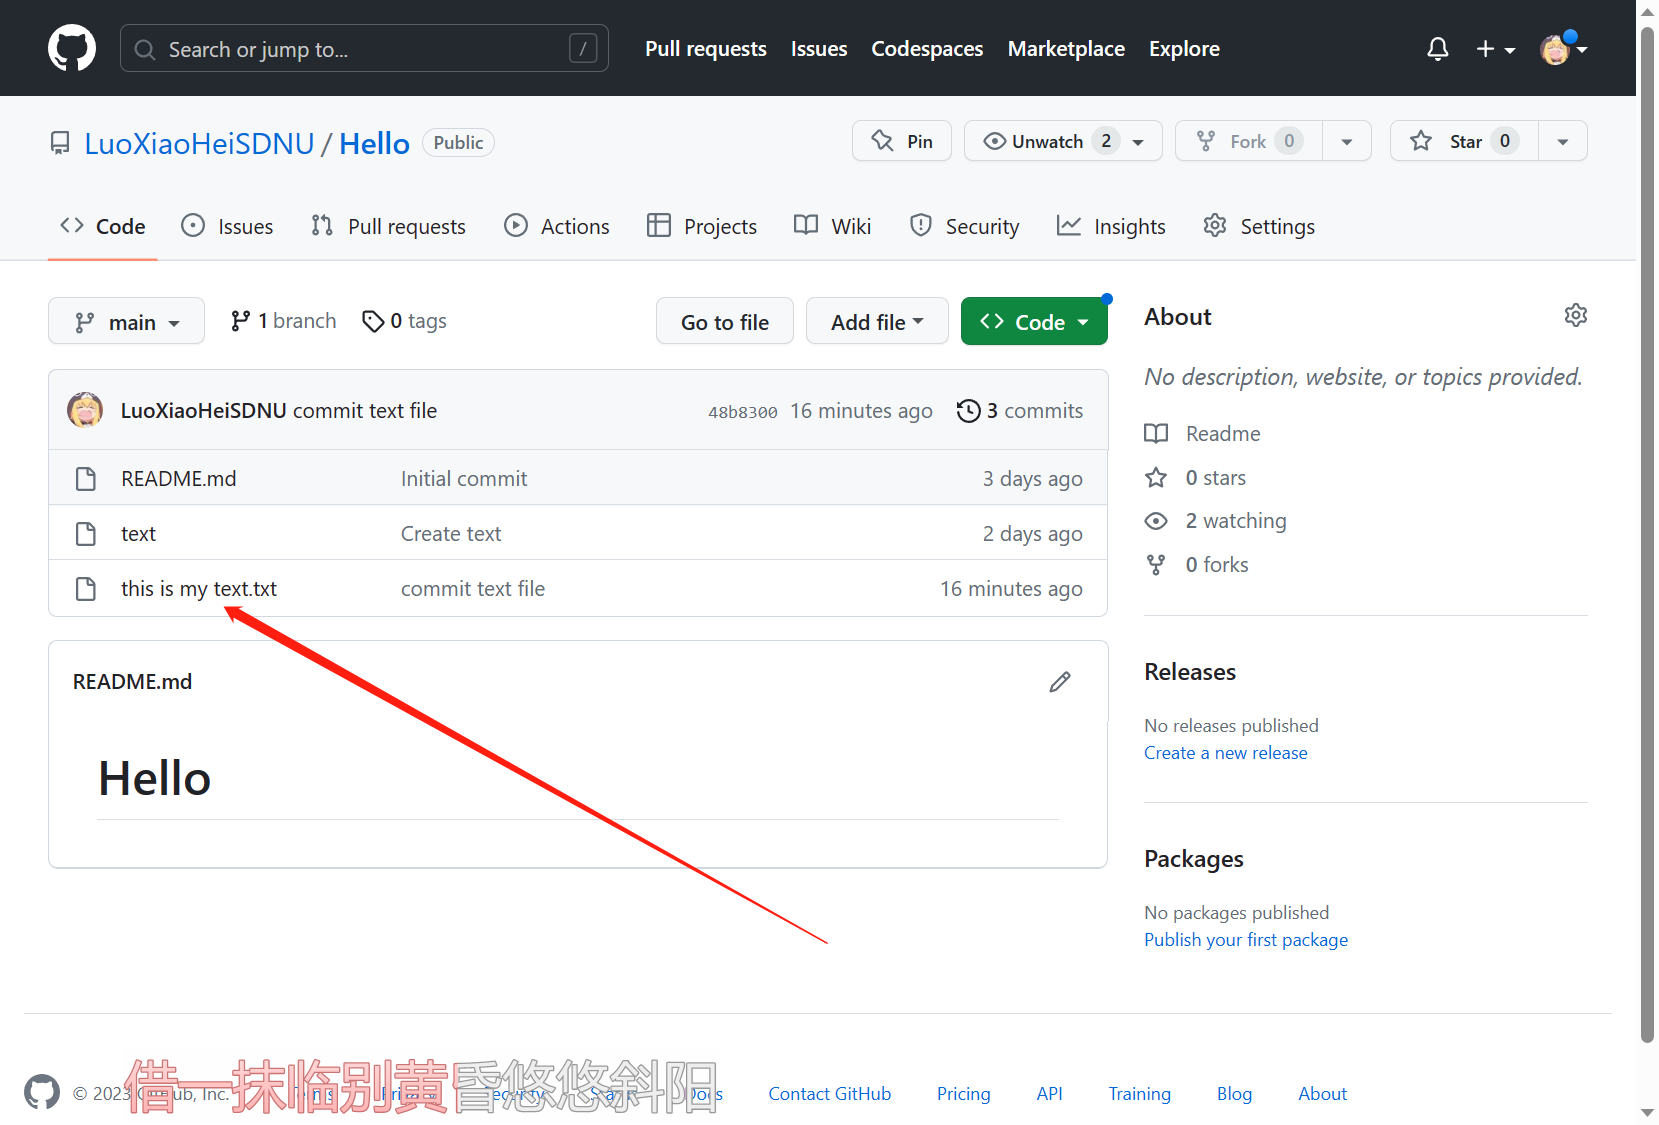 Search or jump to... /
Pull requests Issues Codespaces Marketplace Explore
LuoXiaoHeiSDNU / Hello Public
Pin Unwatch 2 Fork 0 Star 0
Code Issues Pull requests Actions Projects Wiki Security Insights Settings
main 1 branch 0 tags Go to file Add file Code
LuoXiaoHeiSDNU commit text file 48b8300 16 minutes ago 3 commits
README.md Initial commit 3 days ago
text Create text 2 days ago
this is my text.txt commit text file 16 minutes ago
README.md
Hello
About
No description, website, or topics provided.
Readme
0 stars
2 watching
0 forks
Releases
No releases published
Create a new release
Packages
No packages published
Publish your first package
借一抹临别黄昏悠悠斜阳
© 2023 GitHub, Inc. Terms Privacy Security Status Docs Contact GitHub Pricing API Training Blog About